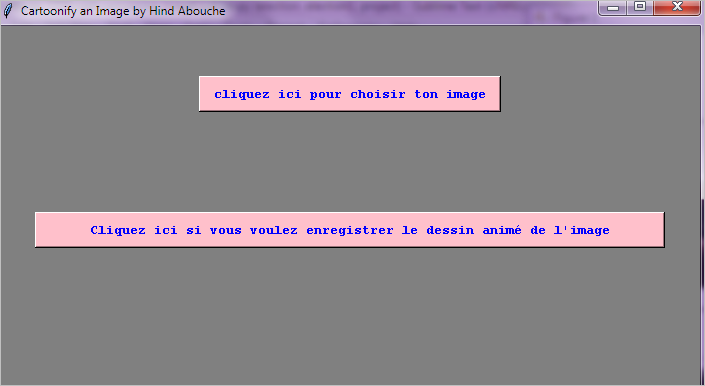 Cartoonify an Image by Hind Abouche
cliquez ici pour choisir ton image
Cliquez ici si vous voulez enregistrer le dessin animé de l'image